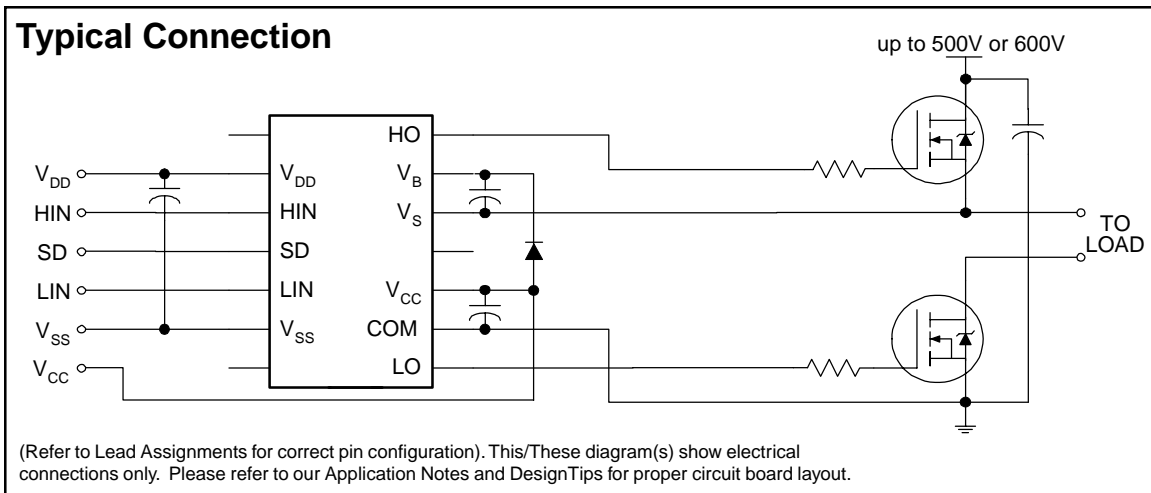 Typical Connection
up to 500V or 600V
HO
VDD
VDD
VB
HIN
HIN
VS
TO
LOAD
SD
SD
LIN
LIN
VCC
VSS
VSS
COM
VCC
LO
(Refer to Lead Assignments for correct pin configuration). This/These diagram(s) show electrical
connections only. Please refer to our Application Notes and DesignTips for proper circuit board layout.